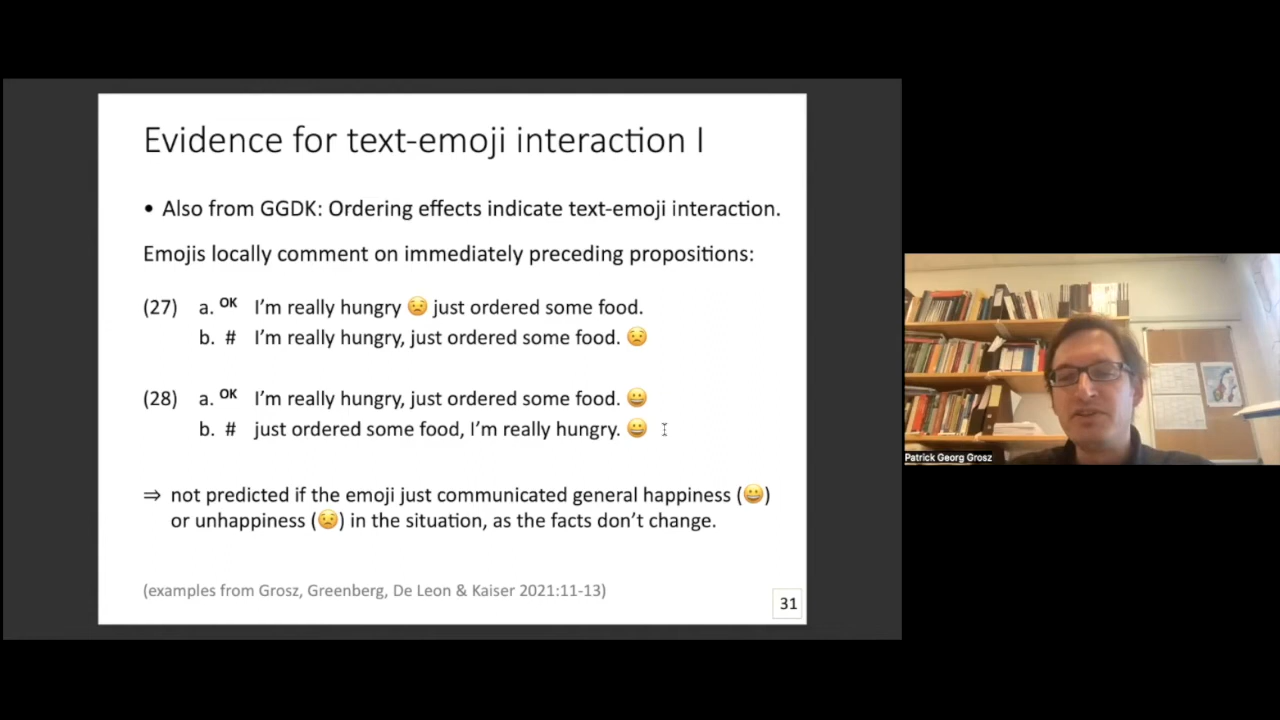 Evidence for text-emoji interaction I
• Also from GGDK: Ordering effects indicate text-emoji interaction.
Emojis locally comment on immediately preceding propositions:
(27) a. OK I'm really hungry 😟 just ordered some food.
b. # I'm really hungry, just ordered some food. 😟
(28) a. OK I'm really hungry, just ordered some food. 😀
b. # just ordered some food, I'm really hungry. 😀
⇒ not predicted if the emoji just communicated general happiness (😀)
or unhappiness (😟) in the situation, as the facts don't change.
(examples from Grosz, Greenberg, De Leon & Kaiser 2021:11-13)
31
Patrick Georg Grosz